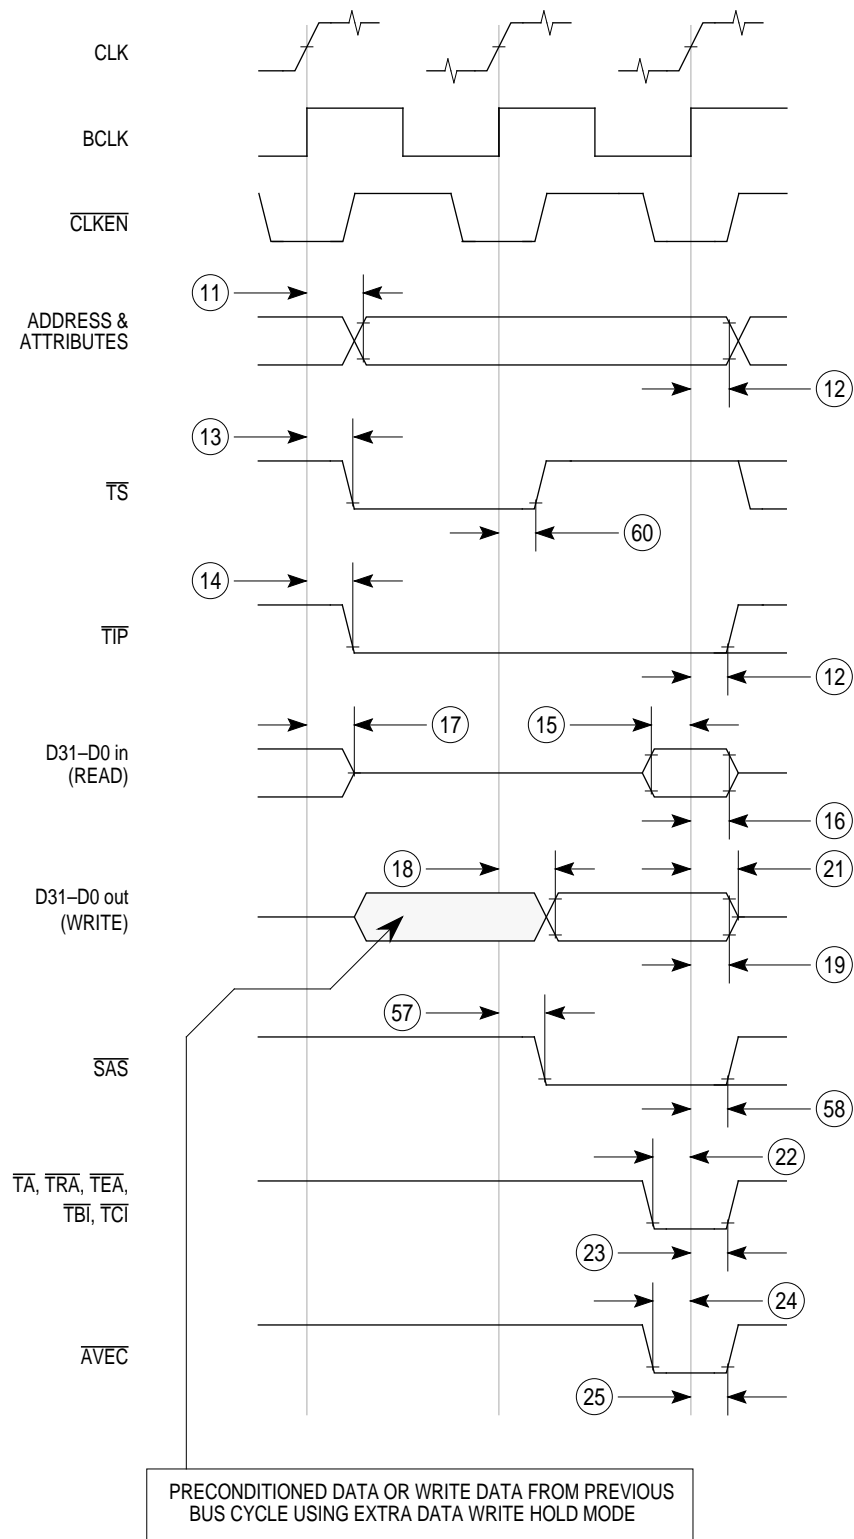 CLK
BCLK
CLKEN
11
ADDRESS &
ATTRIBUTES
12
13
TS
60
14
TIP
12
17
15
D31–D0 in
(READ)
16
18
21
D31–D0 out
(WRITE)
19
57
SAS
58
22
TA, TRA, TEA,
TBI, TCI
23
24
AVEC
25
PRECONDITIONED DATA OR WRITE DATA FROM PREVIOUS
BUS CYCLE USING EXTRA DATA WRITE HOLD MODE